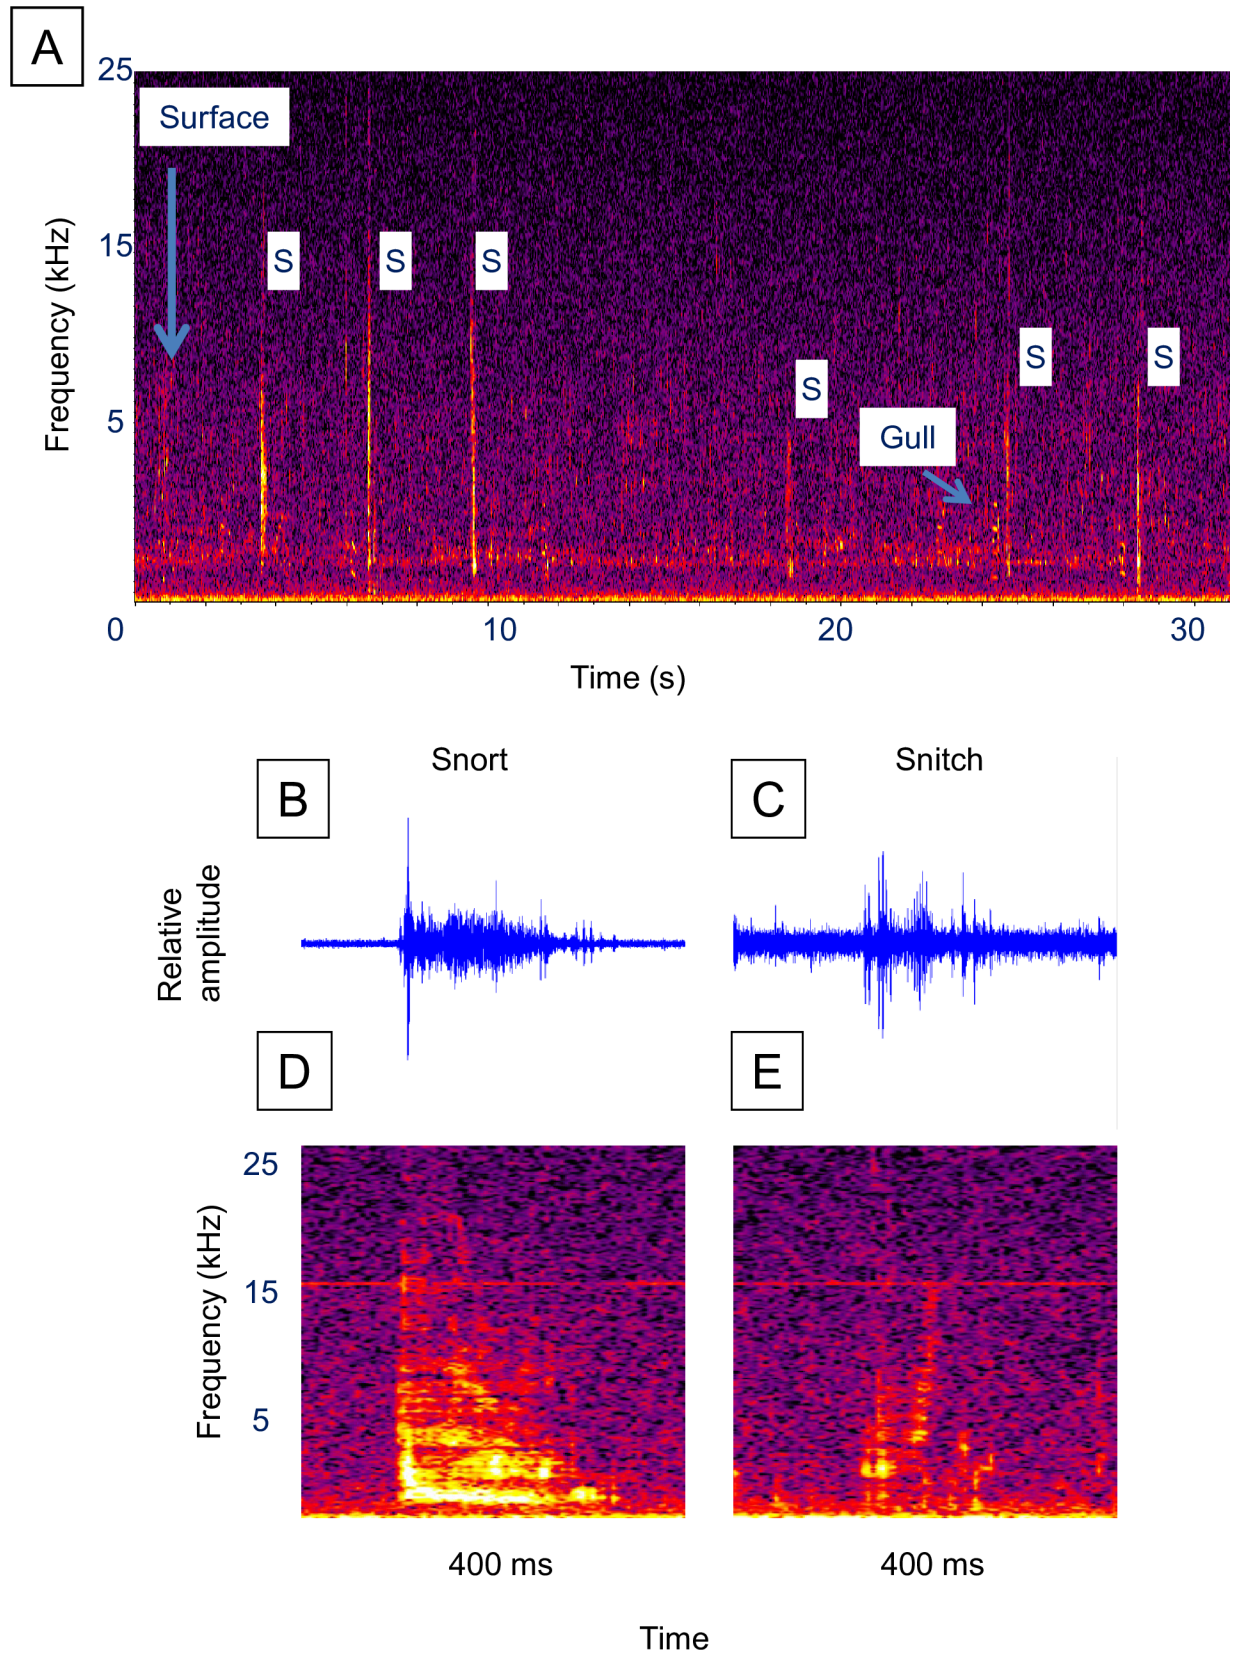 A
25
Surface
15
S
S
S
S
S
S
5
Gull
Frequency (kHz)
0
10
20
30
Time (s)
Snort
Snitch
B
C
Relative
amplitude
D
E
25
15
5
Frequency (kHz)
400 ms
400 ms
Time